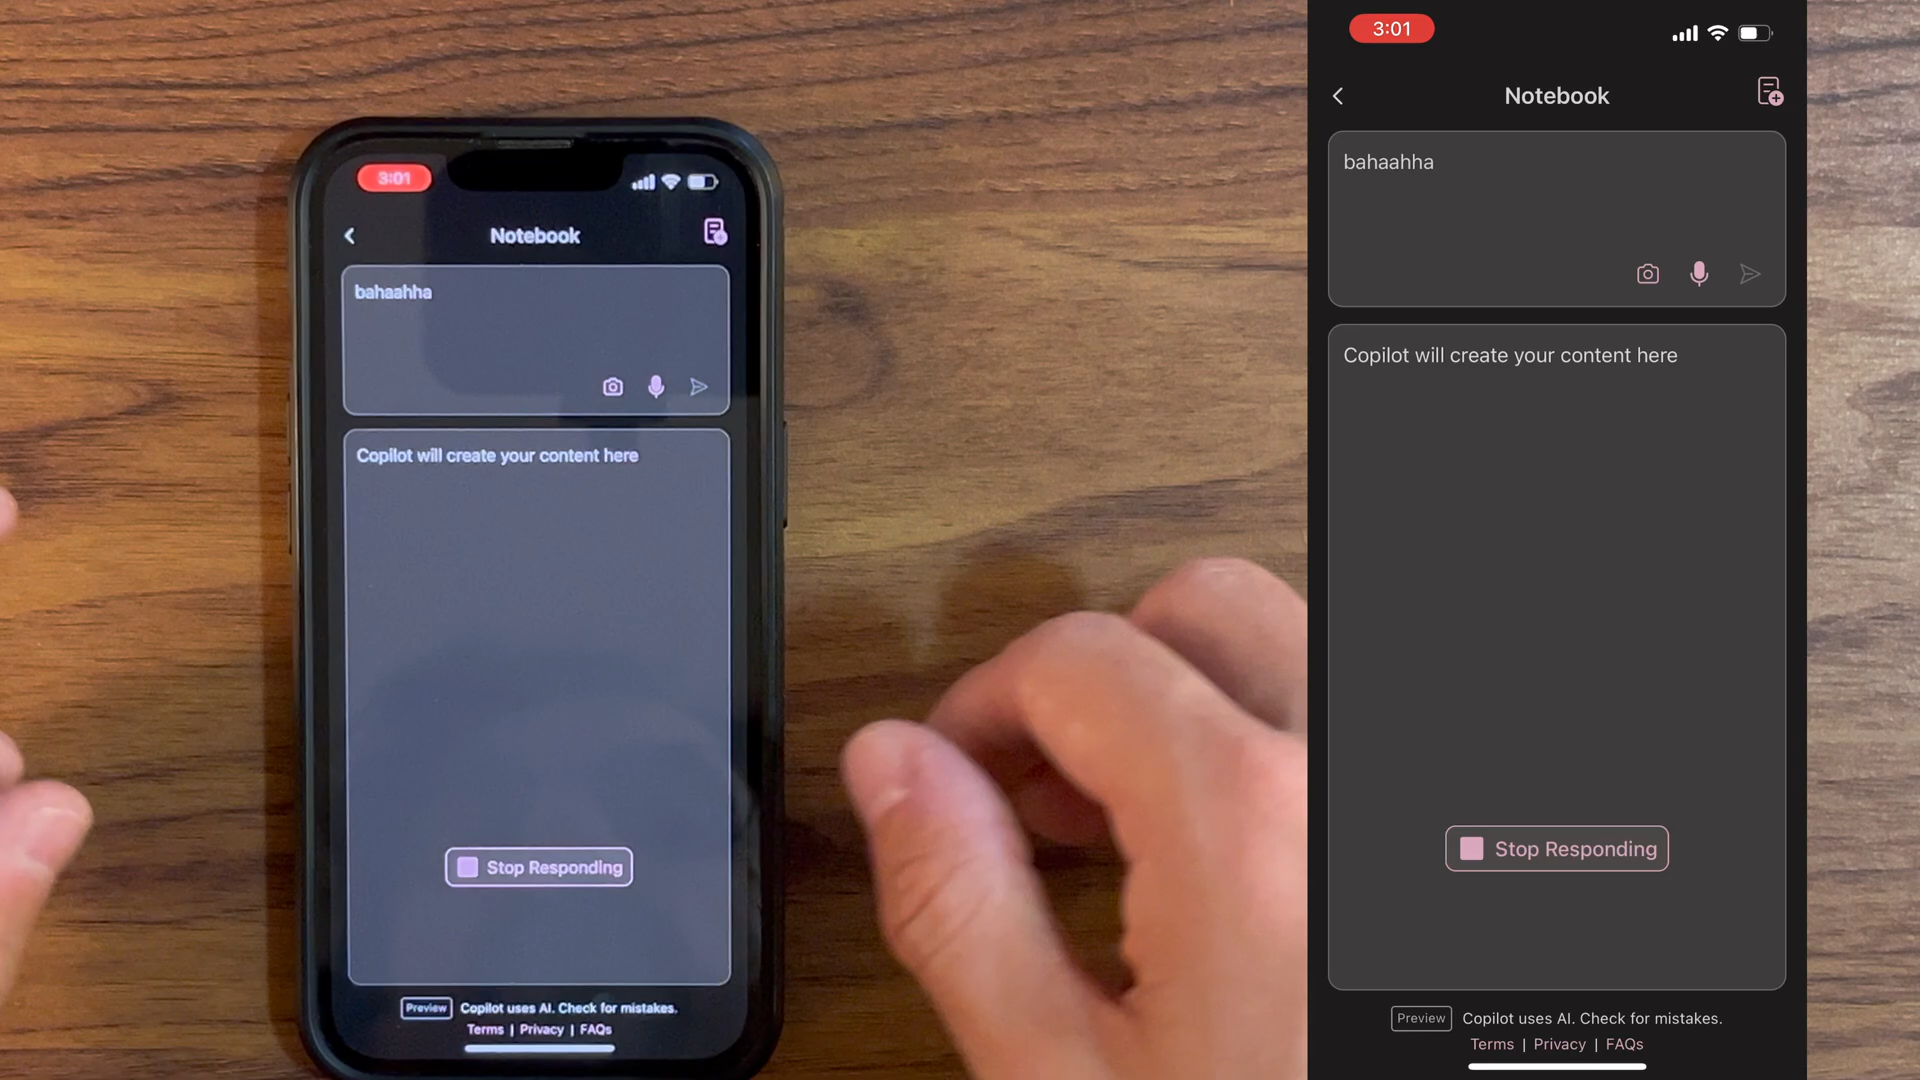 3:01
Notebook
bahaahha
Copilot will create your content here
Stop Responding
Preview Copilot uses AI. Check for mistakes.
Terms | Privacy | FAQs
3:01
Notebook
bahaahha
Copilot will create your content here
Stop Responding
Preview Copilot uses AI. Check for mistakes.
Terms | Privacy | FAQs